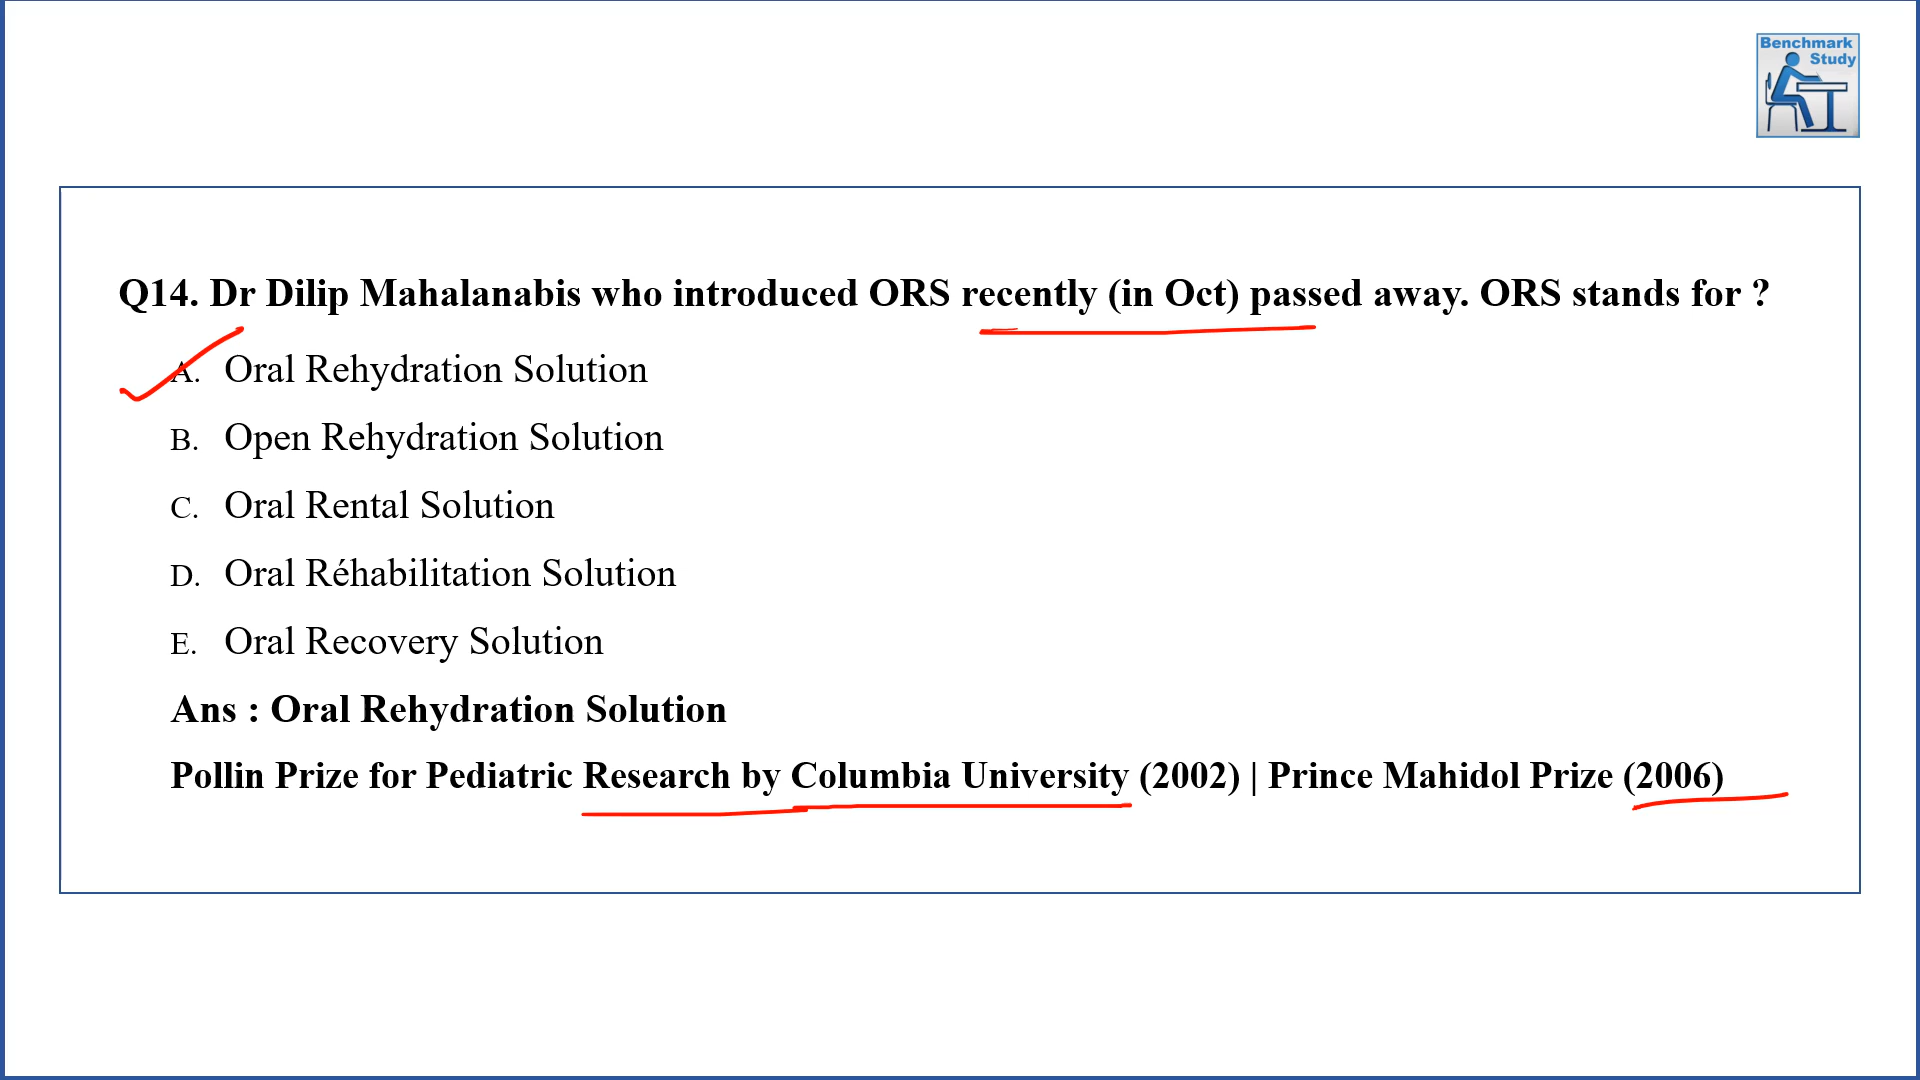 Benchmark
Study
Q14. Dr Dilip Mahalanabis who introduced ORS recently (in Oct) passed away. ORS stands for ?
A. Oral Rehydration Solution
B. Open Rehydration Solution
C. Oral Rental Solution
D. Oral Réhabilitation Solution
E. Oral Recovery Solution
Ans : Oral Rehydration Solution
Pollin Prize for Pediatric Research by Columbia University (2002) | Prince Mahidol Prize (2006)